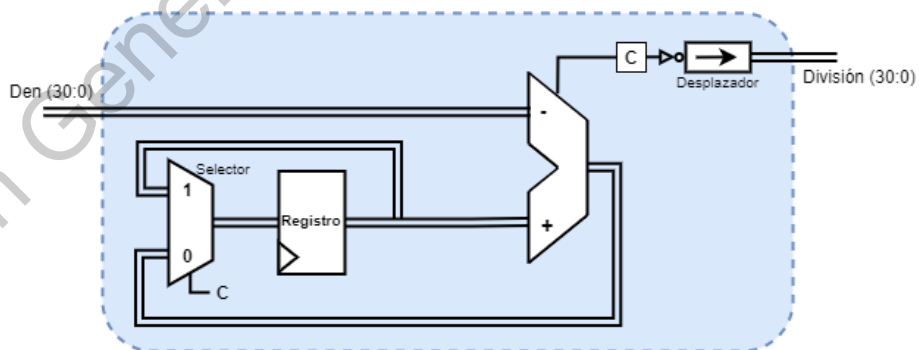 C
Desplazador
Den (30:0)
División (30:0)
-
Selector
1
Registro
+
0
C